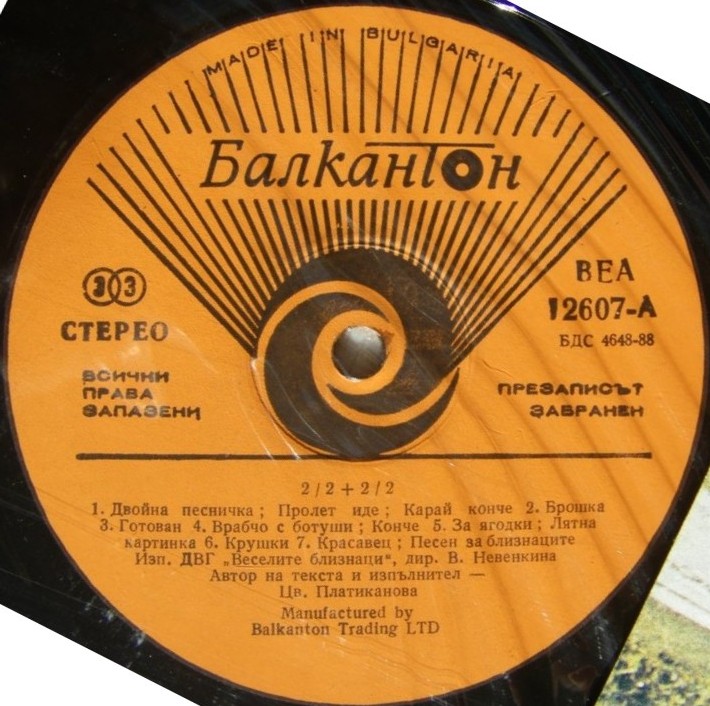 MADE IN BULGARIA
Балкантон
33
СТЕРЕО
ВЕА
12607-А
БДС 4648-88
ВСИЧКИ
ПРАВА
ЗАПАЗЕНИ
ПРЕЗАПИСЪТ
ЗАБРАНЕН
2/2+2/2
1. Двойна песничка; Пролет иде; Карай конче 2. Брошка
3. Готован 4. Врабчо с ботуши; Конче 5. За ягодки; Лятна
картинка 6. Крушки 7. Красавец; Песен за близнаците
Изп. ДВГ „Веселите близнаци", дир. В. Невенкина
Автор на текста и изпълнител —
Цв. Платиканова
Manufactured by
Balkanton Trading LTD